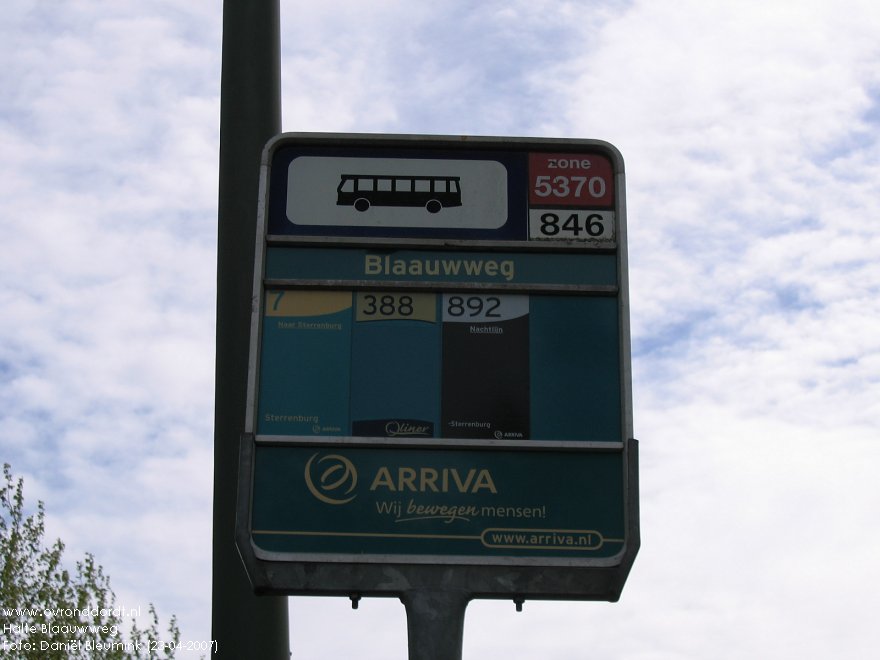 zone
5370
846
Blaauwweg
7 388 892
Naar Sterrenburg Nachtlijn
Sterrenburg ARRIVA Qliner -Sterrenburg ARRIVA
ARRIVA
Wij bewegen mensen!
www.arriva.nl
www.ovronddordt.nl
Halte Blaauwweg
Foto: Daniël Bleumink (23-04-2007)